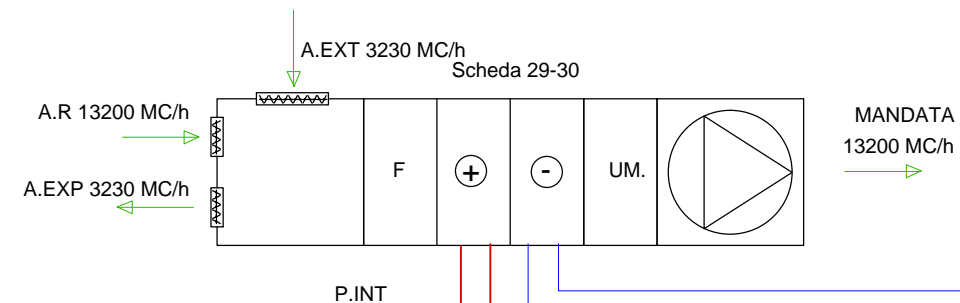 A.EXT 3230 MC/h
Scheda 29-30
A.R 13200 MC/h
MANDATA
13200 MC/h
A.EXP 3230 MC/h
F
+
-
UM.
P.INT